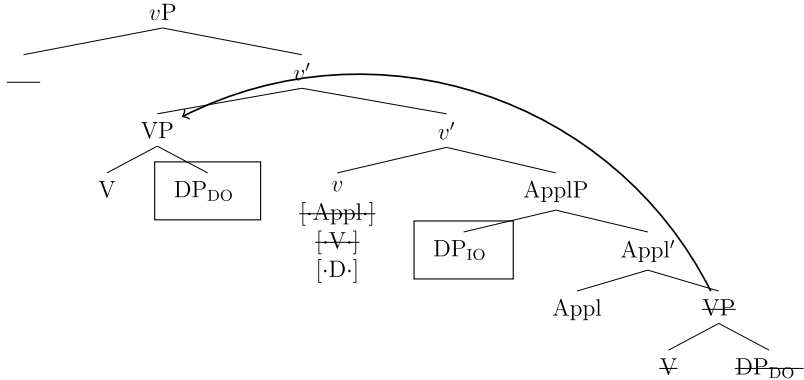 vP
v′
VP
v′
V
DP_DO
v
ApplP
[·Appl·]
[·V·]
[·D·]
DP_IO
Appl′
Appl
VP
V
DP_DO